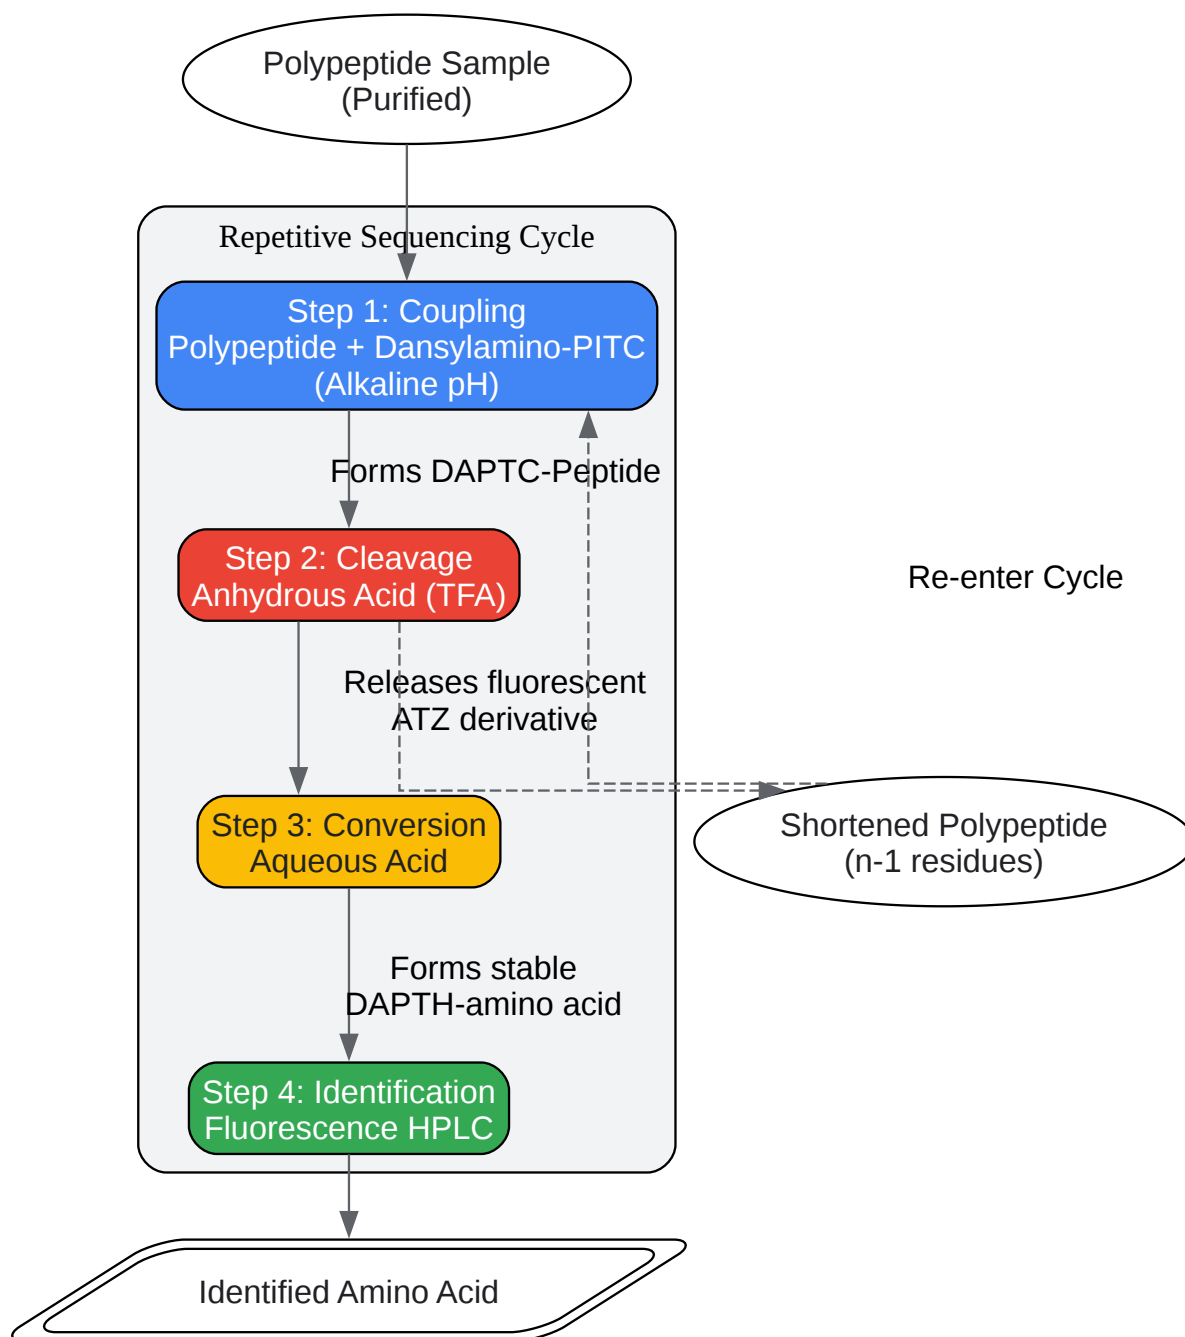 Polypeptide Sample
(Purified)
Repetitive Sequencing Cycle
Step 1: Coupling
Polypeptide + Dansylamino-PITC
(Alkaline pH)
Forms DAPTC-Peptide
Step 2: Cleavage
Anhydrous Acid (TFA)
Re-enter Cycle
Releases fluorescent
ATZ derivative
Step 3: Conversion
Aqueous Acid
Shortened Polypeptide
(n-1 residues)
Forms stable
DAPTH-amino acid
Step 4: Identification
Fluorescence HPLC
Identified Amino Acid